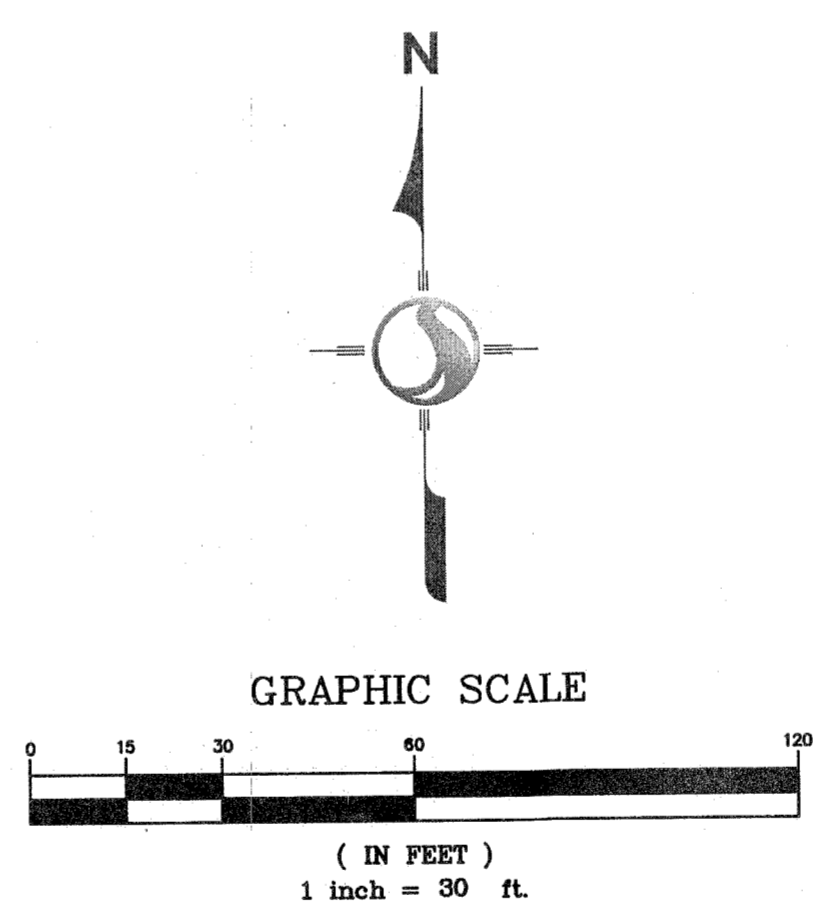 N
GRAPHIC SCALE
0 15 30 60 120
( IN FEET )
1 inch = 30 ft.